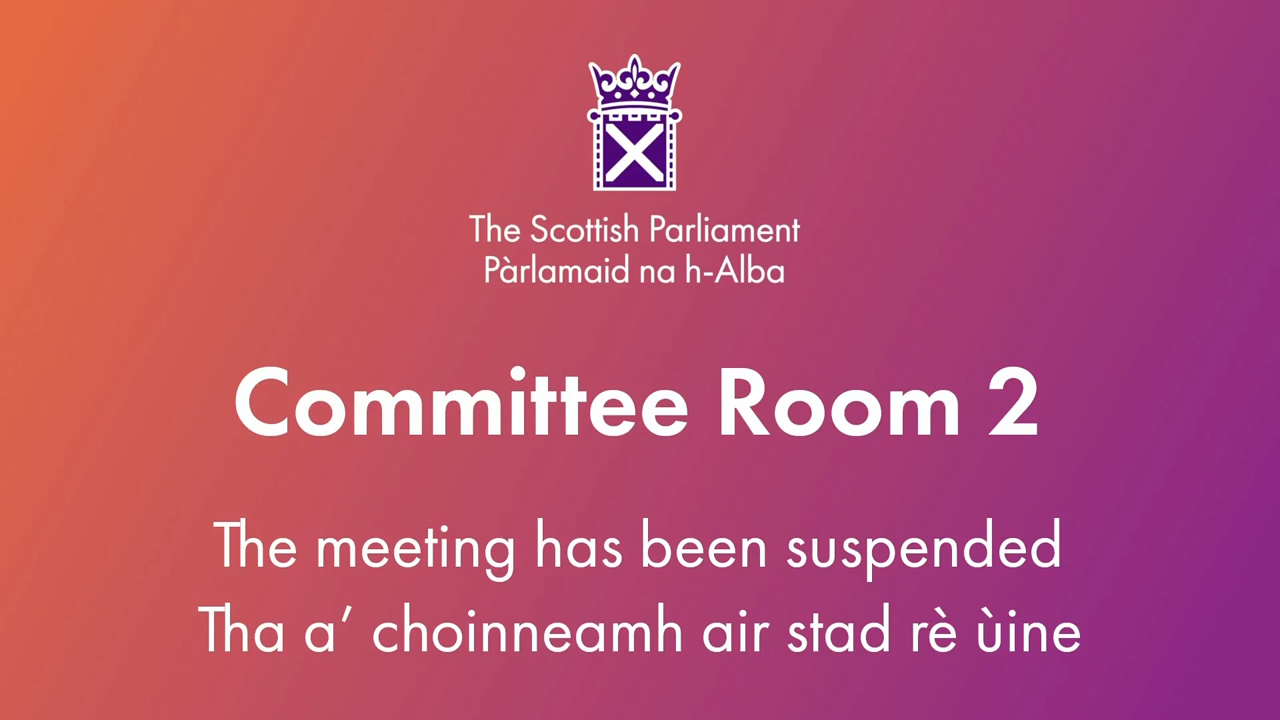 The Scottish Parliament
Pàrlamaid na h-Alba
Committee Room 2
The meeting has been suspended
Tha a’ choinneamh air stad rè ùine